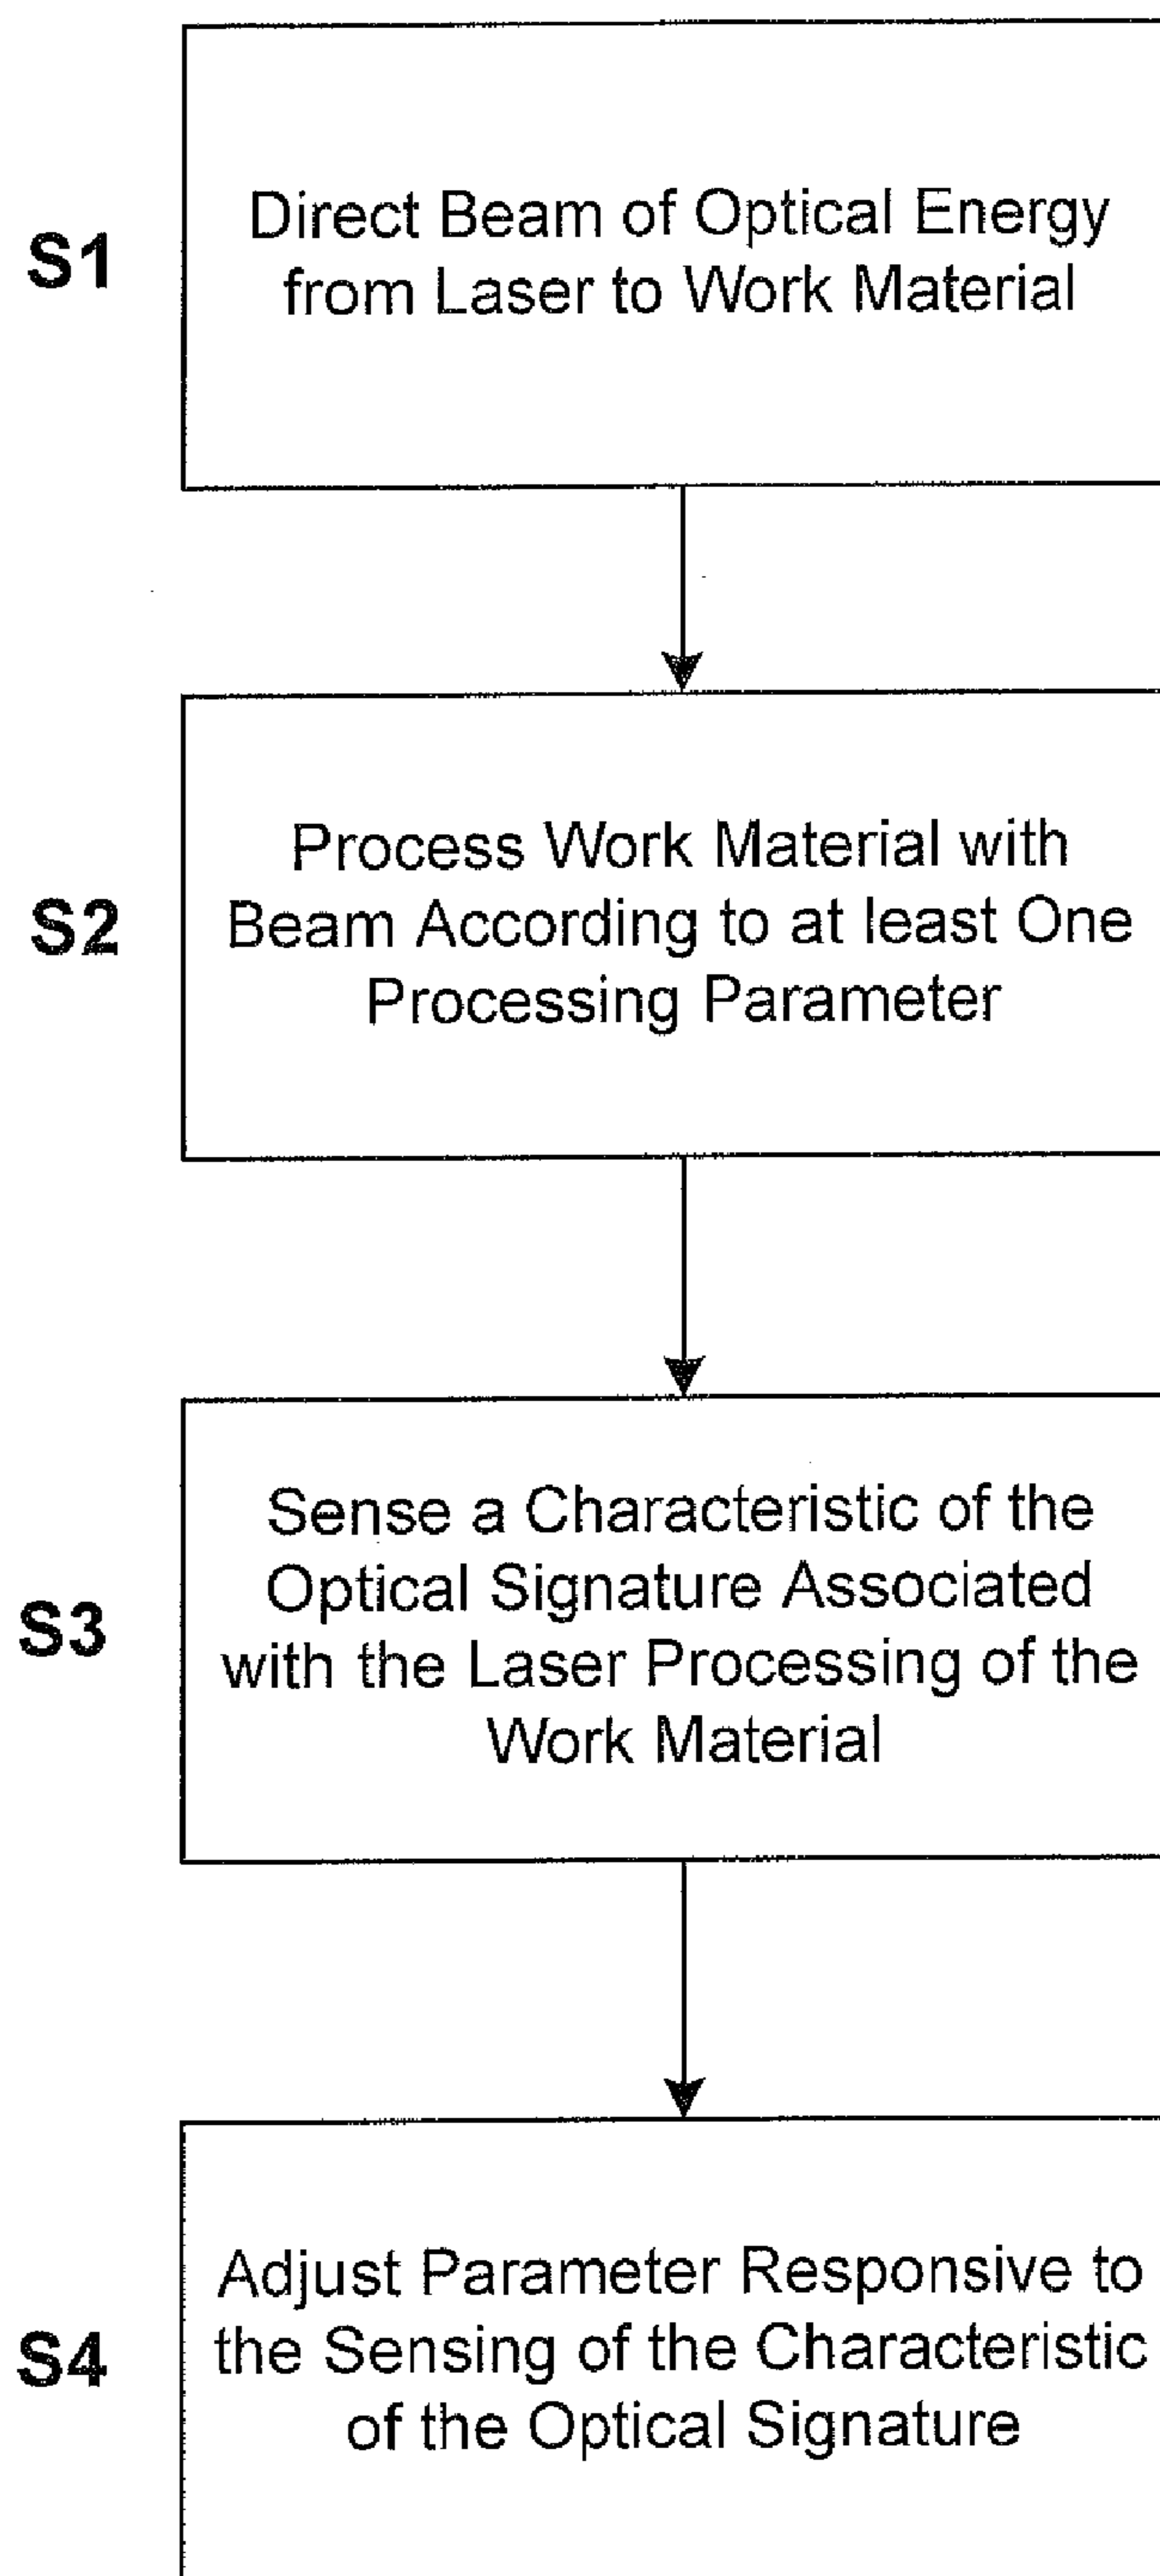 S1
Direct Beam of Optical Energy
from Laser to Work Material
S2
Process Work Material with
Beam According to at least One
Processing Parameter
S3
Sense a Characteristic of the
Optical Signature Associated
with the Laser Processing of the
Work Material
S4
Adjust Parameter Responsive to
the Sensing of the Characteristic
of the Optical Signature